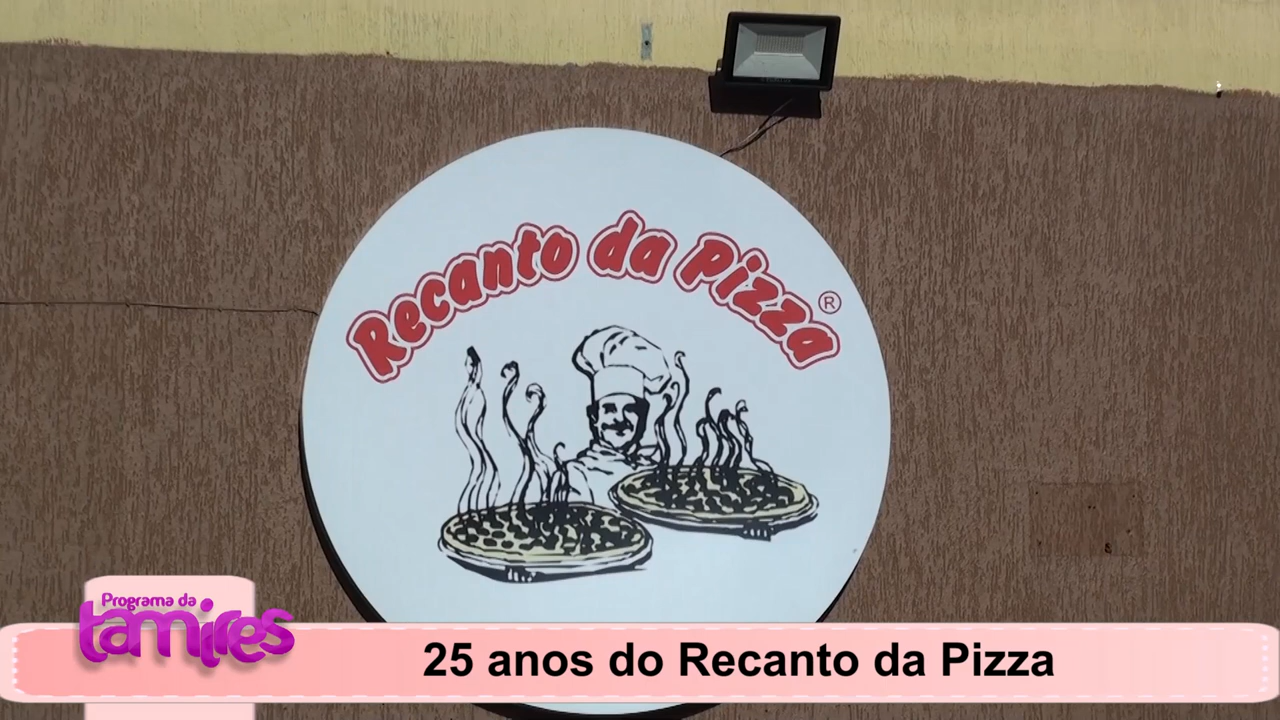 Recanto da Pizza ®
Programa da
tamires
25 anos do Recanto da Pizza